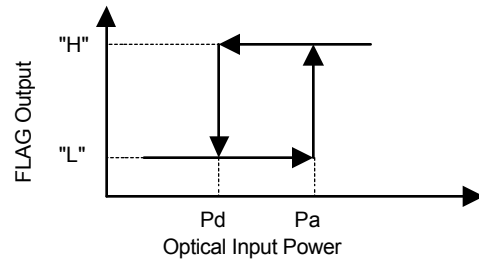 "H"
FLAG Output
"L"
Pd Pa
Optical Input Power